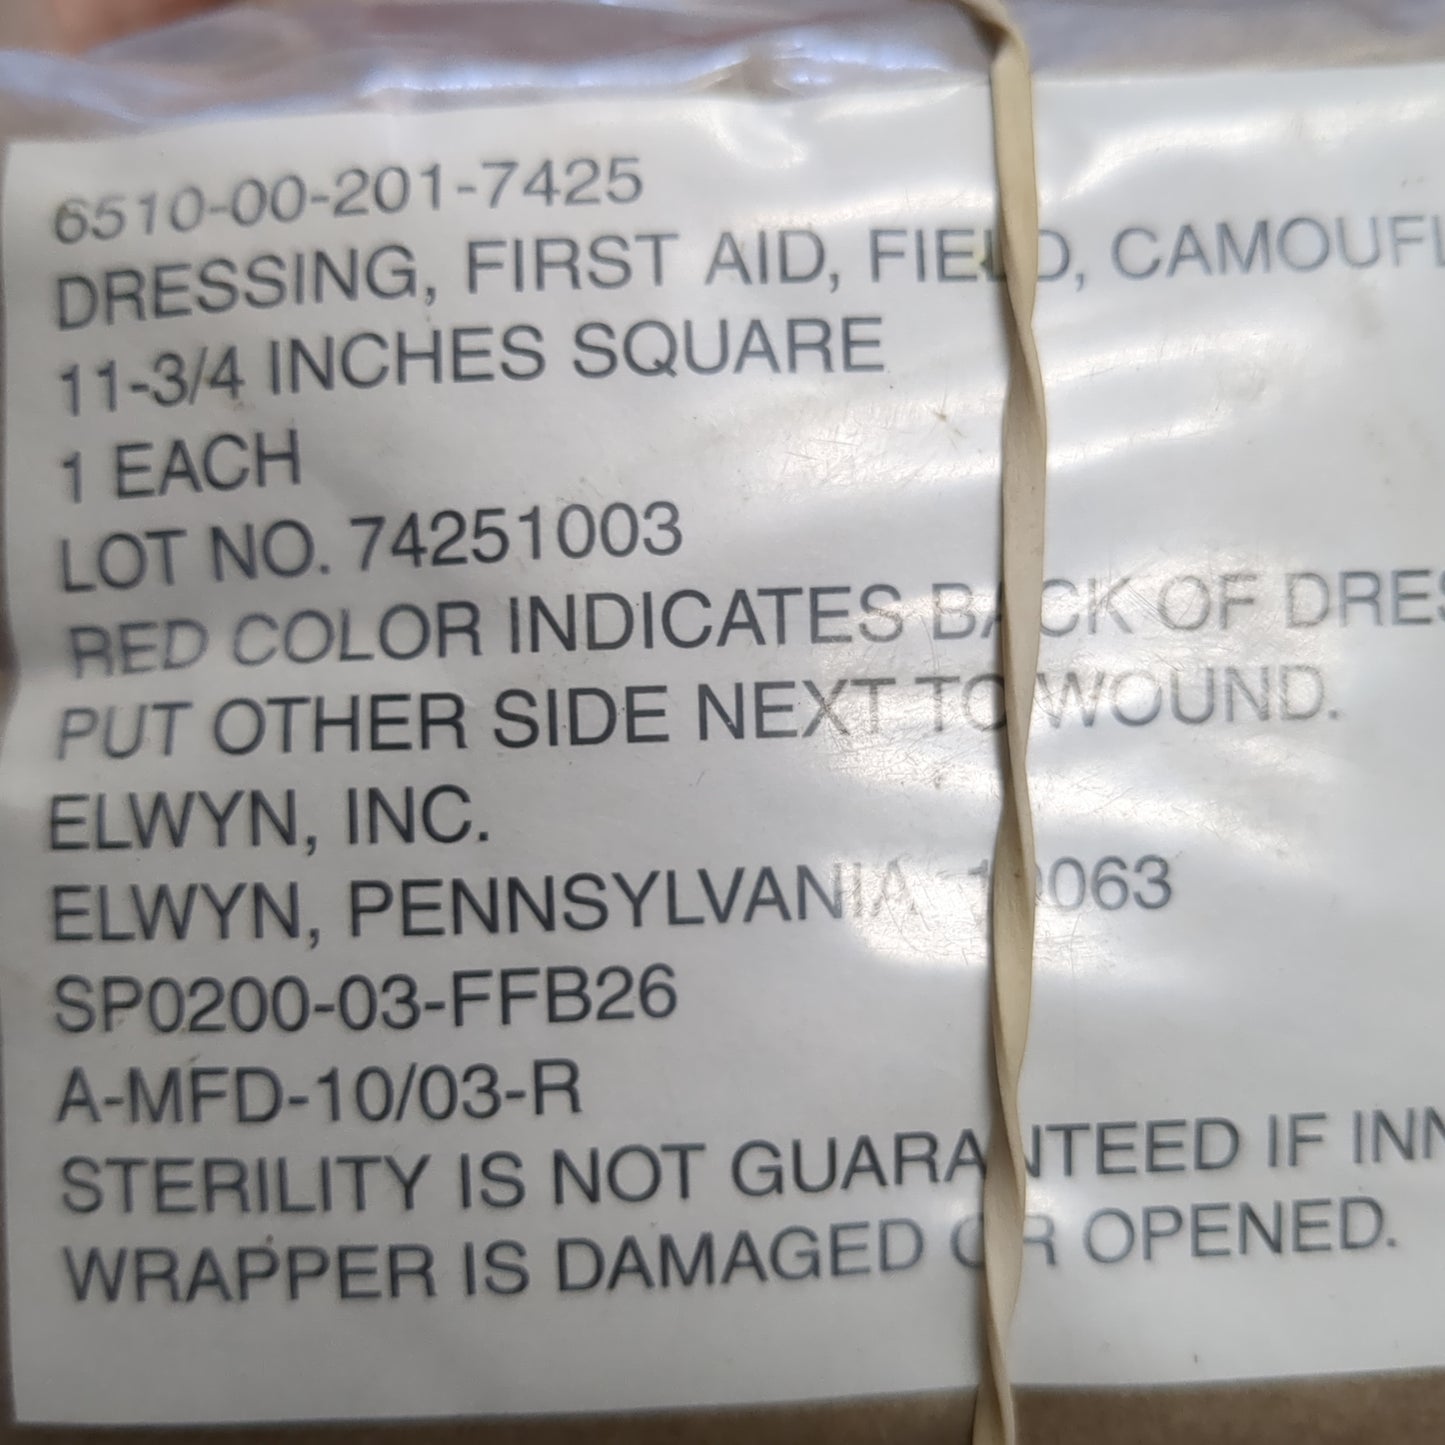 6510-00-201-7425
DRESSING, FIRST AID, FIELD, CAMOUFL
11-3/4 INCHES SQUARE
1 EACH
LOT NO. 74251003
RED COLOR INDICATES BACK OF DRES
PUT OTHER SIDE NEXT TO WOUND.
ELWYN, INC.
ELWYN, PENNSYLVANIA 19063
SP0200-03-FFB26
A-MFD-10/03-R
STERILITY IS NOT GUARANTEED IF INN
WRAPPER IS DAMAGED OR OPENED.